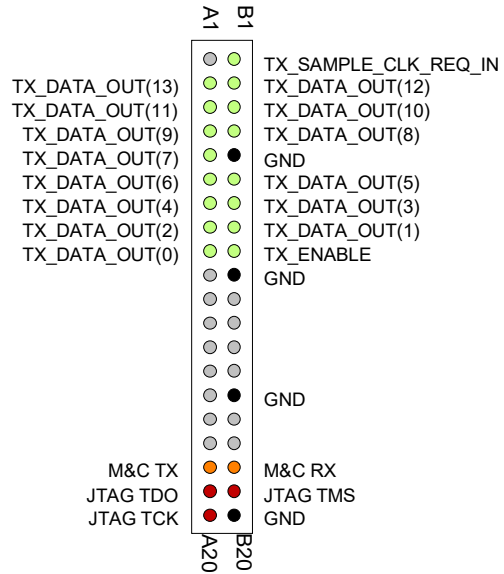 A1 B1
TX_SAMPLE_CLK_REQ_IN
TX_DATA_OUT(13) TX_DATA_OUT(12)
TX_DATA_OUT(11) TX_DATA_OUT(10)
TX_DATA_OUT(9) TX_DATA_OUT(8)
TX_DATA_OUT(7) GND
TX_DATA_OUT(6) TX_DATA_OUT(5)
TX_DATA_OUT(4) TX_DATA_OUT(3)
TX_DATA_OUT(2) TX_DATA_OUT(1)
TX_DATA_OUT(0) TX_ENABLE
GND
GND
M&C TX M&C RX
JTAG TDO JTAG TMS
JTAG TCK GND
A20 B20